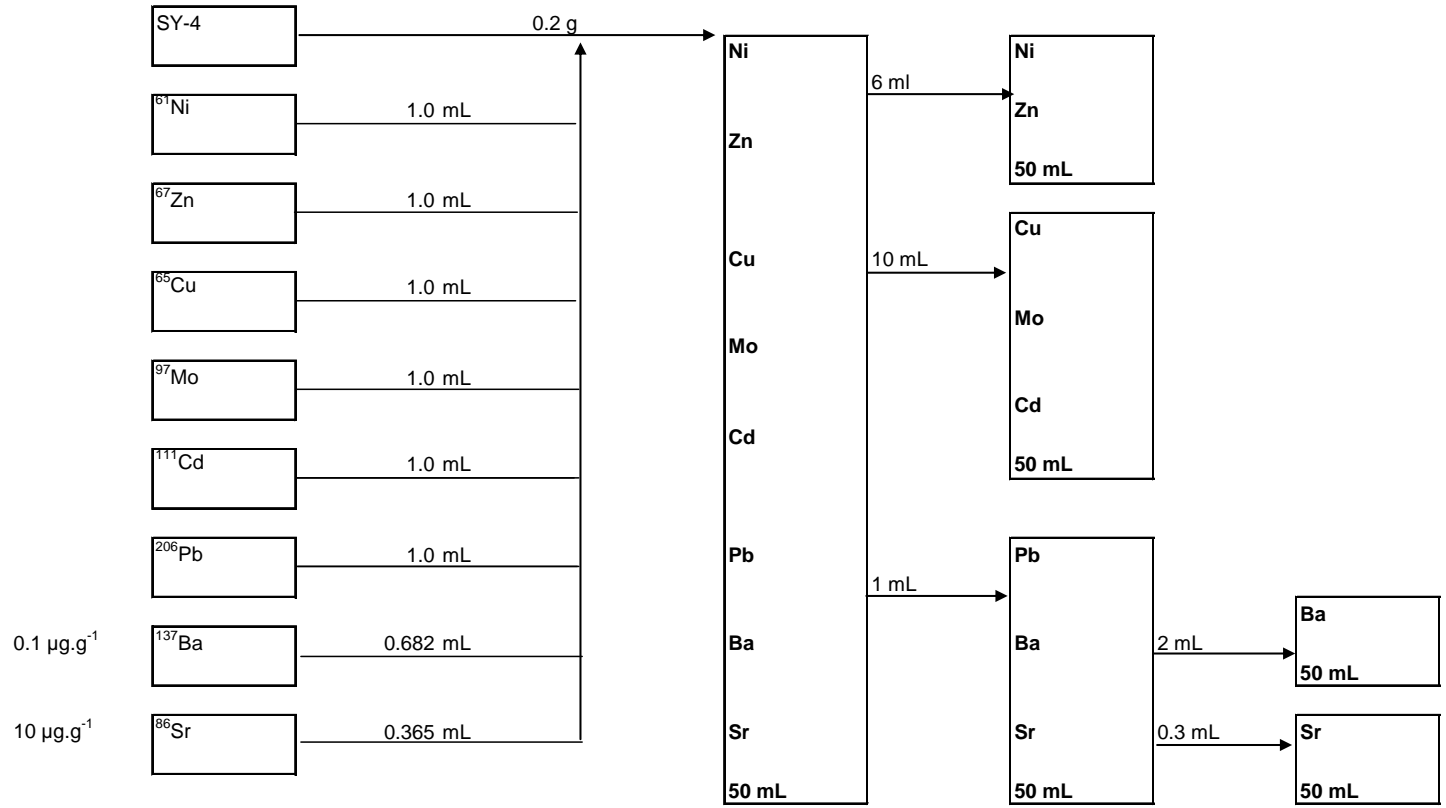 SY-4
0.2 g
Ni
Ni
6 ml
⁶¹Ni
1.0 mL
Zn
Zn
50 mL
⁶⁷Zn
1.0 mL
Cu
Cu
10 mL
⁶⁵Cu
1.0 mL
Mo
Mo
⁹⁷Mo
1.0 mL
Cd
Cd
¹¹¹Cd
1.0 mL
50 mL
²⁰⁶Pb
1.0 mL
Pb
1 mL
Pb
0.1 µg.g⁻¹
¹³⁷Ba
0.682 mL
Ba
Ba
2 mL
Ba
50 mL
10 µg.g⁻¹
⁸⁶Sr
0.365 mL
Sr
Sr
0.3 mL
Sr
50 mL
50 mL
50 mL